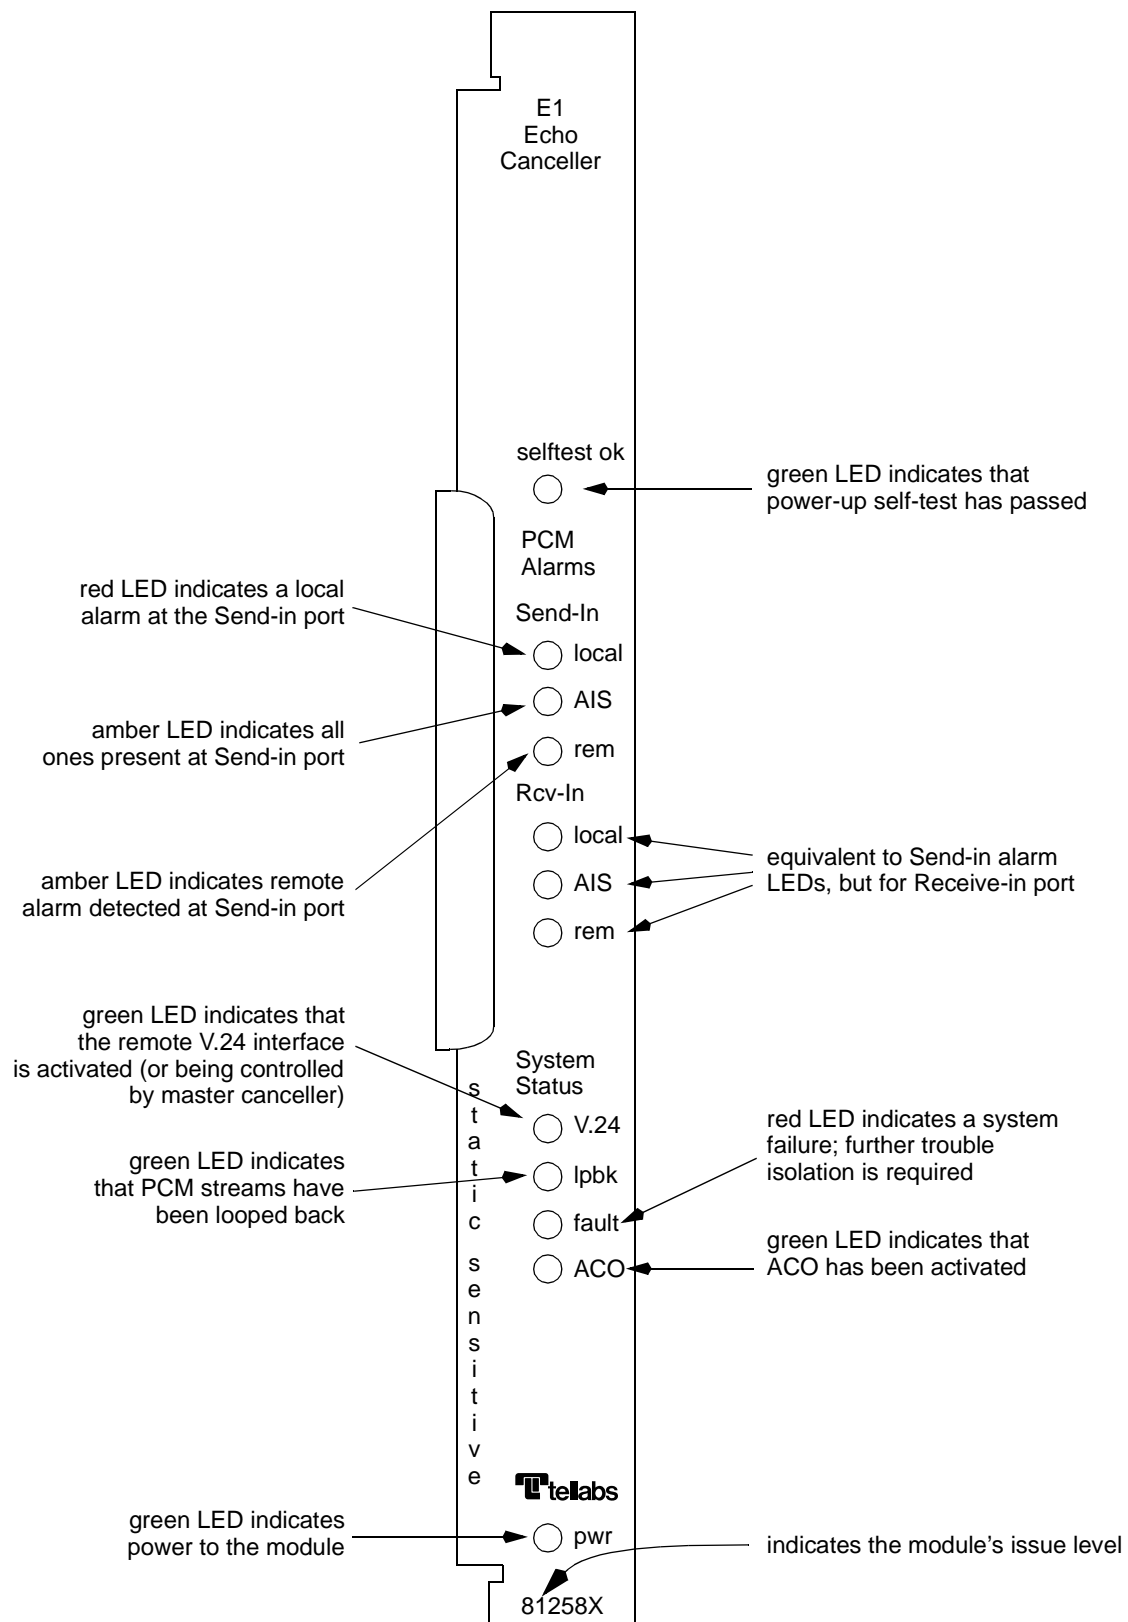 E1
Echo
Canceller
selftest ok
green LED indicates that
power-up self-test has passed
PCM
Alarms
red LED indicates a local
alarm at the Send-in port
Send-In
local
AIS
amber LED indicates all
ones present at Send-in port
rem
Rcv-In
local
equivalent to Send-in alarm
LEDs, but for Receive-in port
AIS
amber LED indicates remote
alarm detected at Send-in port
rem
green LED indicates that
the remote V.24 interface
is activated (or being controlled
by master canceller)
System
Status
static sensitive
V.24
red LED indicates a system
failure; further trouble
isolation is required
green LED indicates
that PCM streams have
been looped back
lpbk
fault
green LED indicates that
ACO has been activated
ACO
tellabs
green LED indicates
power to the module
pwr
indicates the module's issue level
81258X